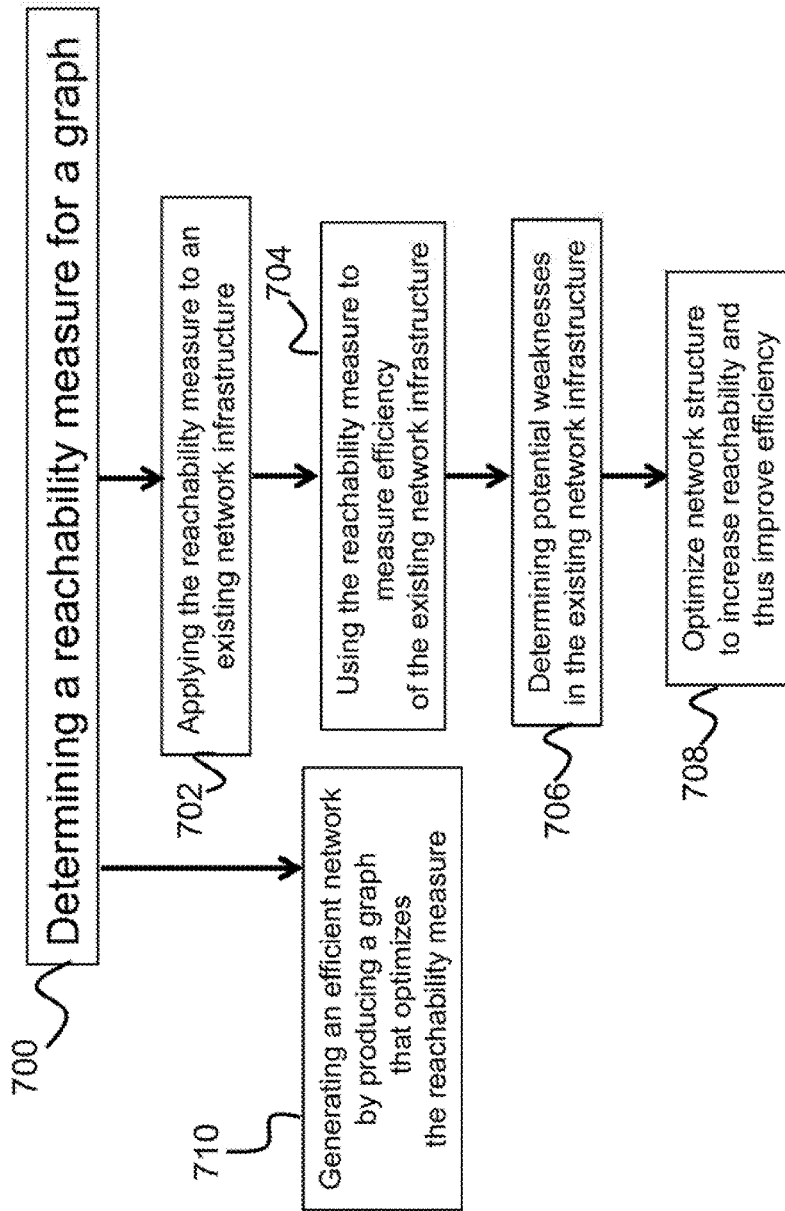 700
Determining a reachability measure for a graph
710
Generating an efficient network
by producing a graph
that optimizes
the reachability measure
702
Applying the reachability measure to an
existing network infrastructure
704
Using the reachability measure to
measure efficiency
of the existing network infrastructure
706
Determining potential weaknesses
in the existing network infrastructure
708
Optimize network structure
to increase reachability and
thus improve efficiency